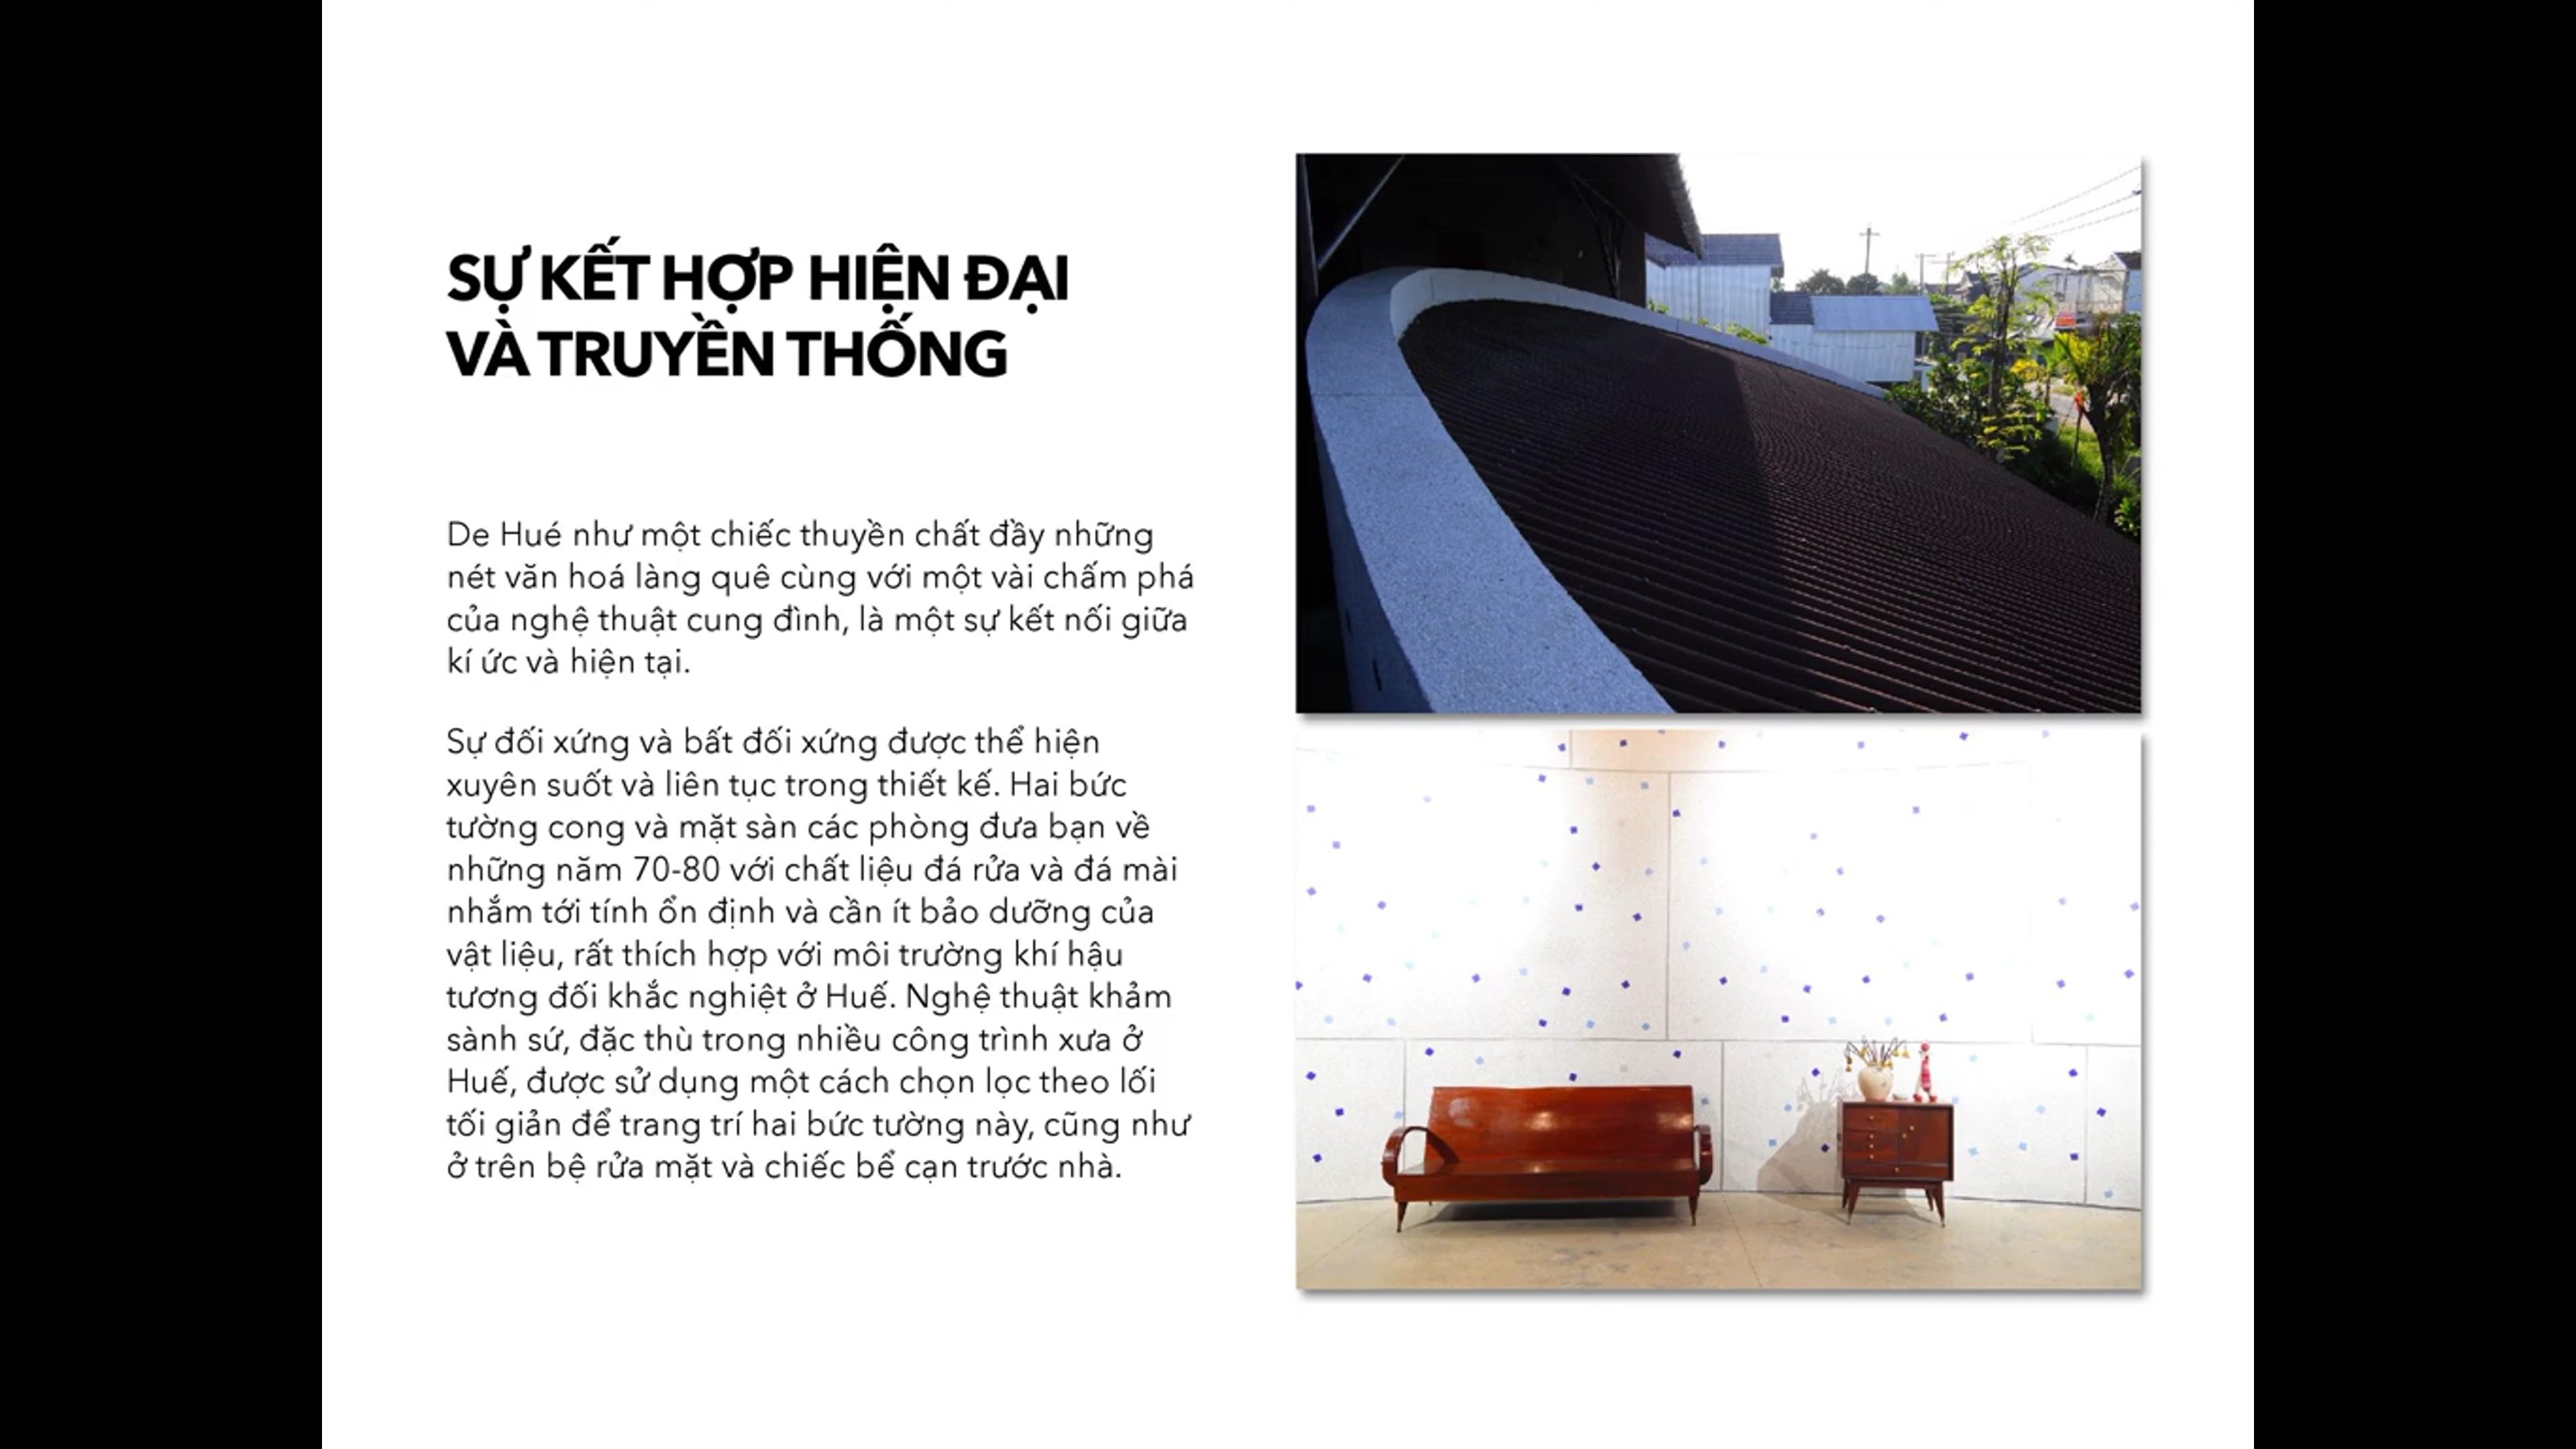 SỰ KẾT HỢP HIỆN ĐẠI
VÀ TRUYỀN THỐNG
De Hué như một chiếc thuyền chất đầy những
nét văn hoá làng quê cùng với một vài chấm phá
của nghệ thuật cung đình, là một sự kết nối giữa
kí ức và hiện tại.
Sự đối xứng và bất đối xứng được thể hiện
xuyên suốt và liên tục trong thiết kế. Hai bức
tường cong và mặt sàn các phòng đưa bạn về
những năm 70-80 với chất liệu đá rửa và đá mài
nhắm tới tính ổn định và cần ít bảo dưỡng của
vật liệu, rất thích hợp với môi trường khí hậu
tương đối khắc nghiệt ở Huế. Nghệ thuật khảm
sành sứ, đặc thù trong nhiều công trình xưa ở
Huế, được sử dụng một cách chọn lọc theo lối
tối giản để trang trí hai bức tường này, cũng như
ở trên bệ rửa mặt và chiếc bể cạn trước nhà.